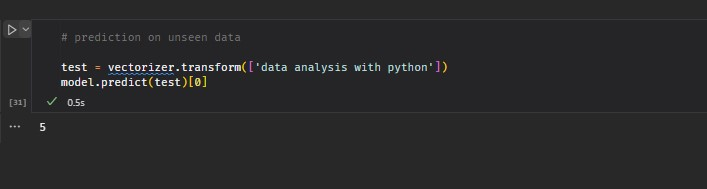 # prediction on unseen data
test = vectorizer.transform(['data analysis with python'])
model.predict(test)[0]
[31]
0.5s
5